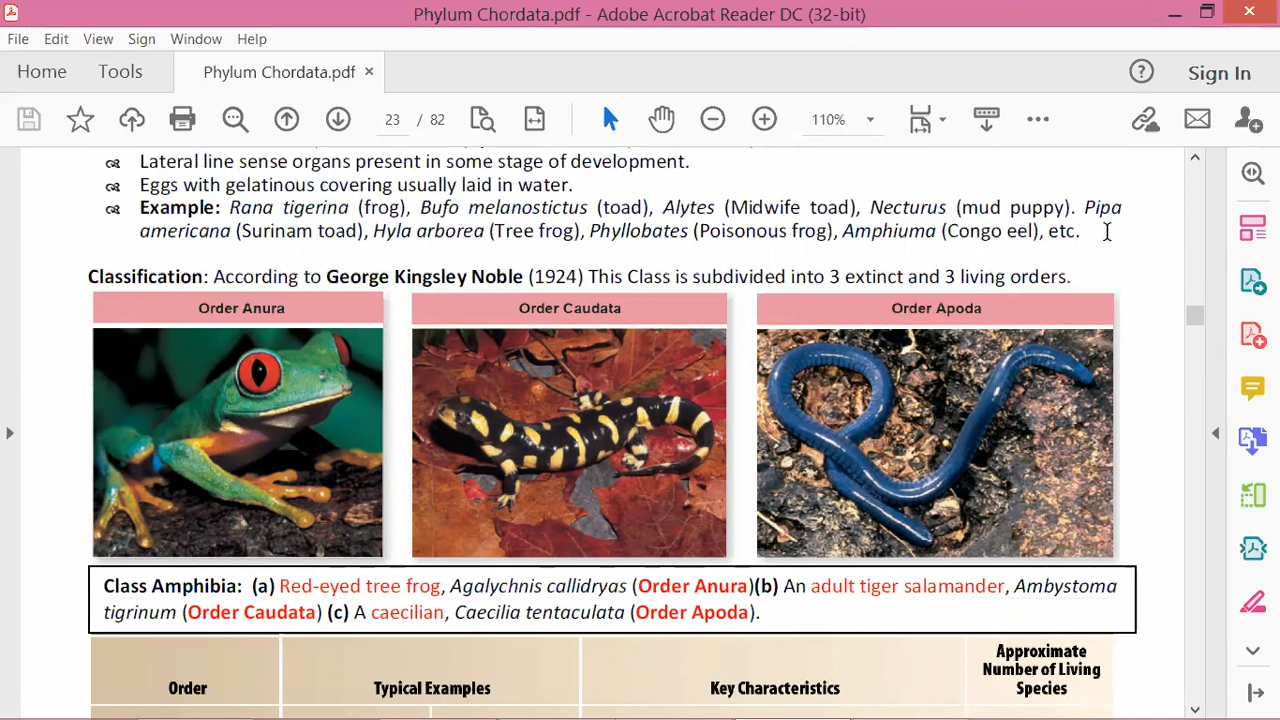 Phylum Chordata.pdf - Adobe Acrobat Reader DC (32-bit)
File Edit View Sign Window Help
Home Tools Phylum Chordata.pdf × Sign In
23 / 82 110%
Lateral line sense organs present in some stage of development.
Eggs with gelatinous covering usually laid in water.
Example: Rana tigerina (frog), Bufo melanostictus (toad), Alytes (Midwife toad), Necturus (mud puppy). Pipa
americana (Surinam toad), Hyla arborea (Tree frog), Phyllobates (Poisonous frog), Amphiuma (Congo eel), etc.
Classification: According to George Kingsley Noble (1924) This Class is subdivided into 3 extinct and 3 living orders.
Order Anura Order Caudata Order Apoda
Class Amphibia: (a) Red-eyed tree frog, Agalychnis callidryas (Order Anura)(b) An adult tiger salamander, Ambystoma
tigrinum (Order Caudata) (c) A caecilian, Caecilia tentaculata (Order Apoda).
Approximate
Number of Living
Order Typical Examples Key Characteristics Species